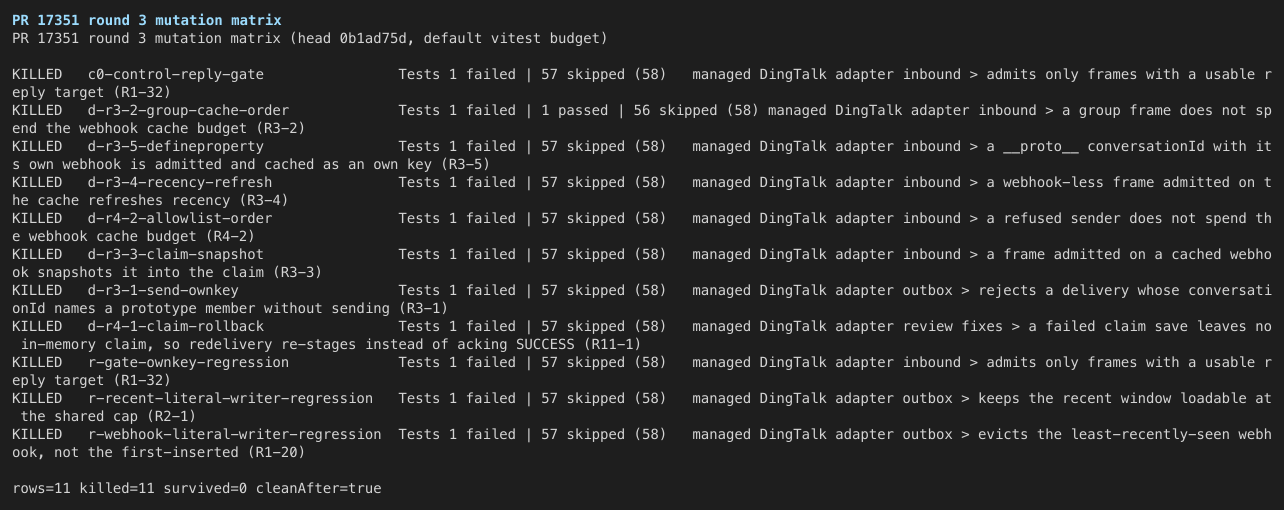 PR 17351 round 3 mutation matrix
PR 17351 round 3 mutation matrix (head 0b1ad75d, default vitest budget)
KILLED   c0-control-reply-gate                Tests 1 failed | 57 skipped (58)   managed DingTalk adapter inbound > admits only frames with a usable r
eply target (R1-32)
KILLED   d-r3-2-group-cache-order             Tests 1 failed | 1 passed | 56 skipped (58) managed DingTalk adapter inbound > a group frame does not sp
end the webhook cache budget (R3-2)
KILLED   d-r3-5-defineproperty                Tests 1 failed | 57 skipped (58)   managed DingTalk adapter inbound > a __proto__ conversationId with it
s own webhook is admitted and cached as an own key (R3-5)
KILLED   d-r3-4-recency-refresh               Tests 1 failed | 57 skipped (58)   managed DingTalk adapter inbound > a webhook-less frame admitted on t
he cache refreshes recency (R3-4)
KILLED   d-r4-2-allowlist-order               Tests 1 failed | 57 skipped (58)   managed DingTalk adapter inbound > a refused sender does not spend th
e webhook cache budget (R4-2)
KILLED   d-r3-3-claim-snapshot                Tests 1 failed | 57 skipped (58)   managed DingTalk adapter inbound > a frame admitted on a cached webho
ok snapshots it into the claim (R3-3)
KILLED   d-r3-1-send-ownkey                   Tests 1 failed | 57 skipped (58)   managed DingTalk adapter outbox > rejects a delivery whose conversati
onId names a prototype member without sending (R3-1)
KILLED   d-r4-1-claim-rollback                Tests 1 failed | 57 skipped (58)   managed DingTalk adapter review fixes > a failed claim save leaves no
in-memory claim, so redelivery re-stages instead of acking SUCCESS (R11-1)
KILLED   r-gate-ownkey-regression             Tests 1 failed | 57 skipped (58)   managed DingTalk adapter inbound > admits only frames with a usable r
eply target (R1-32)
KILLED   r-recent-literal-writer-regression   Tests 1 failed | 57 skipped (58)   managed DingTalk adapter outbox > keeps the recent window loadable at
the shared cap (R2-1)
KILLED   r-webhook-literal-writer-regression  Tests 1 failed | 57 skipped (58)   managed DingTalk adapter outbox > evicts the least-recently-seen webh
ook, not the first-inserted (R1-20)
rows=11 killed=11 survived=0 cleanAfter=true